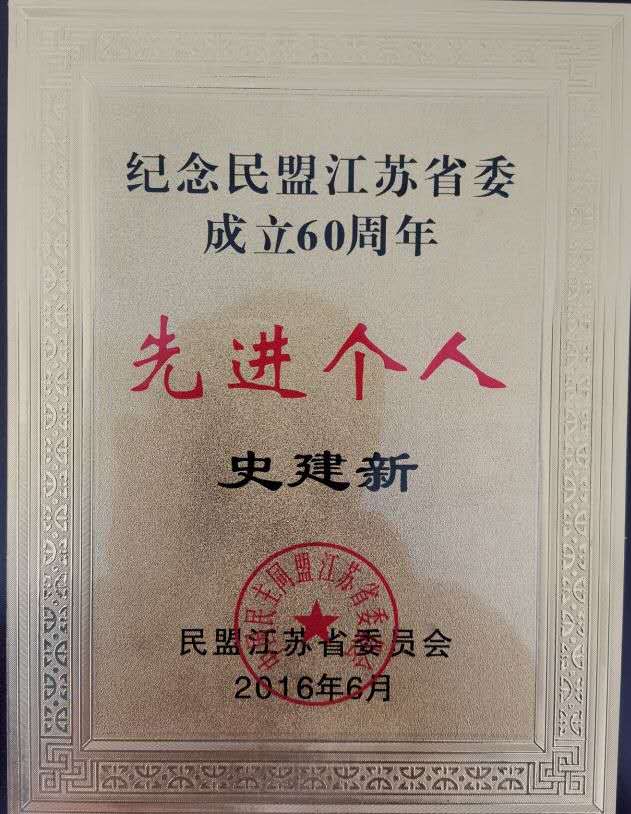 纪念民盟江苏省委
成立60周年
先进个人
史建新
中国民主同盟江苏省委员会
民盟江苏省委员会
2016年6月